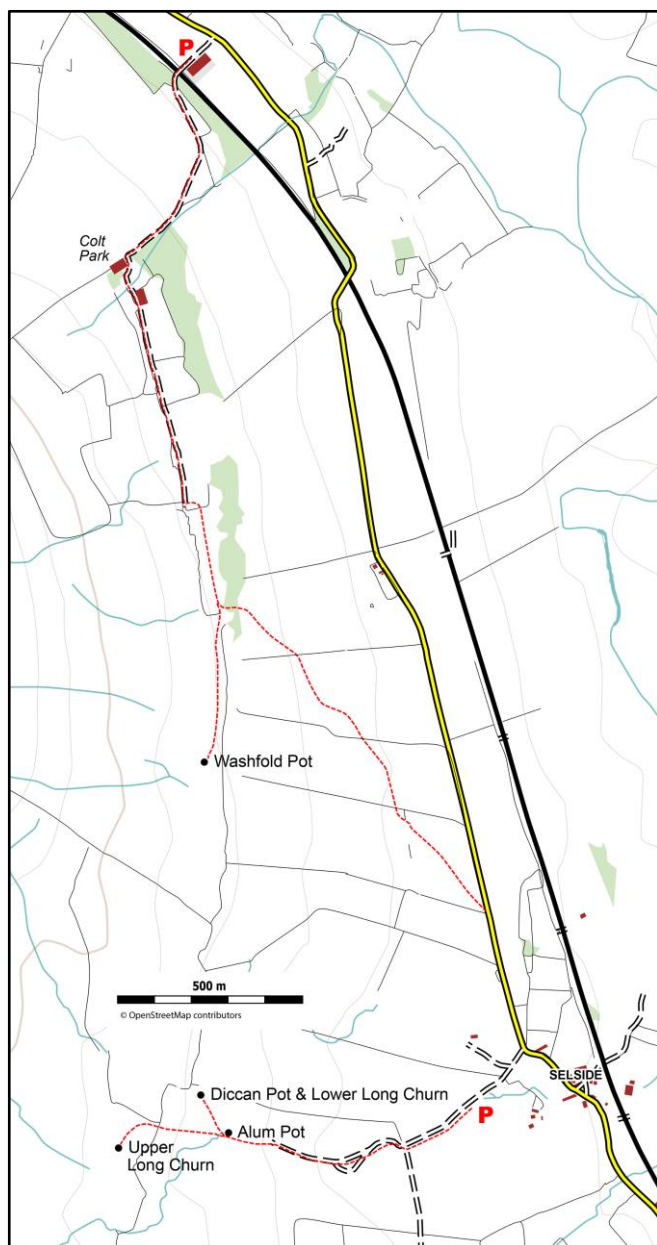 P
Colt
Park
Washfold Pot
500 m
© OpenStreetMap contributors
SELSIDE
Diccan Pot & Lower Long Churn
P
Alum Pot
Upper
Long Churn